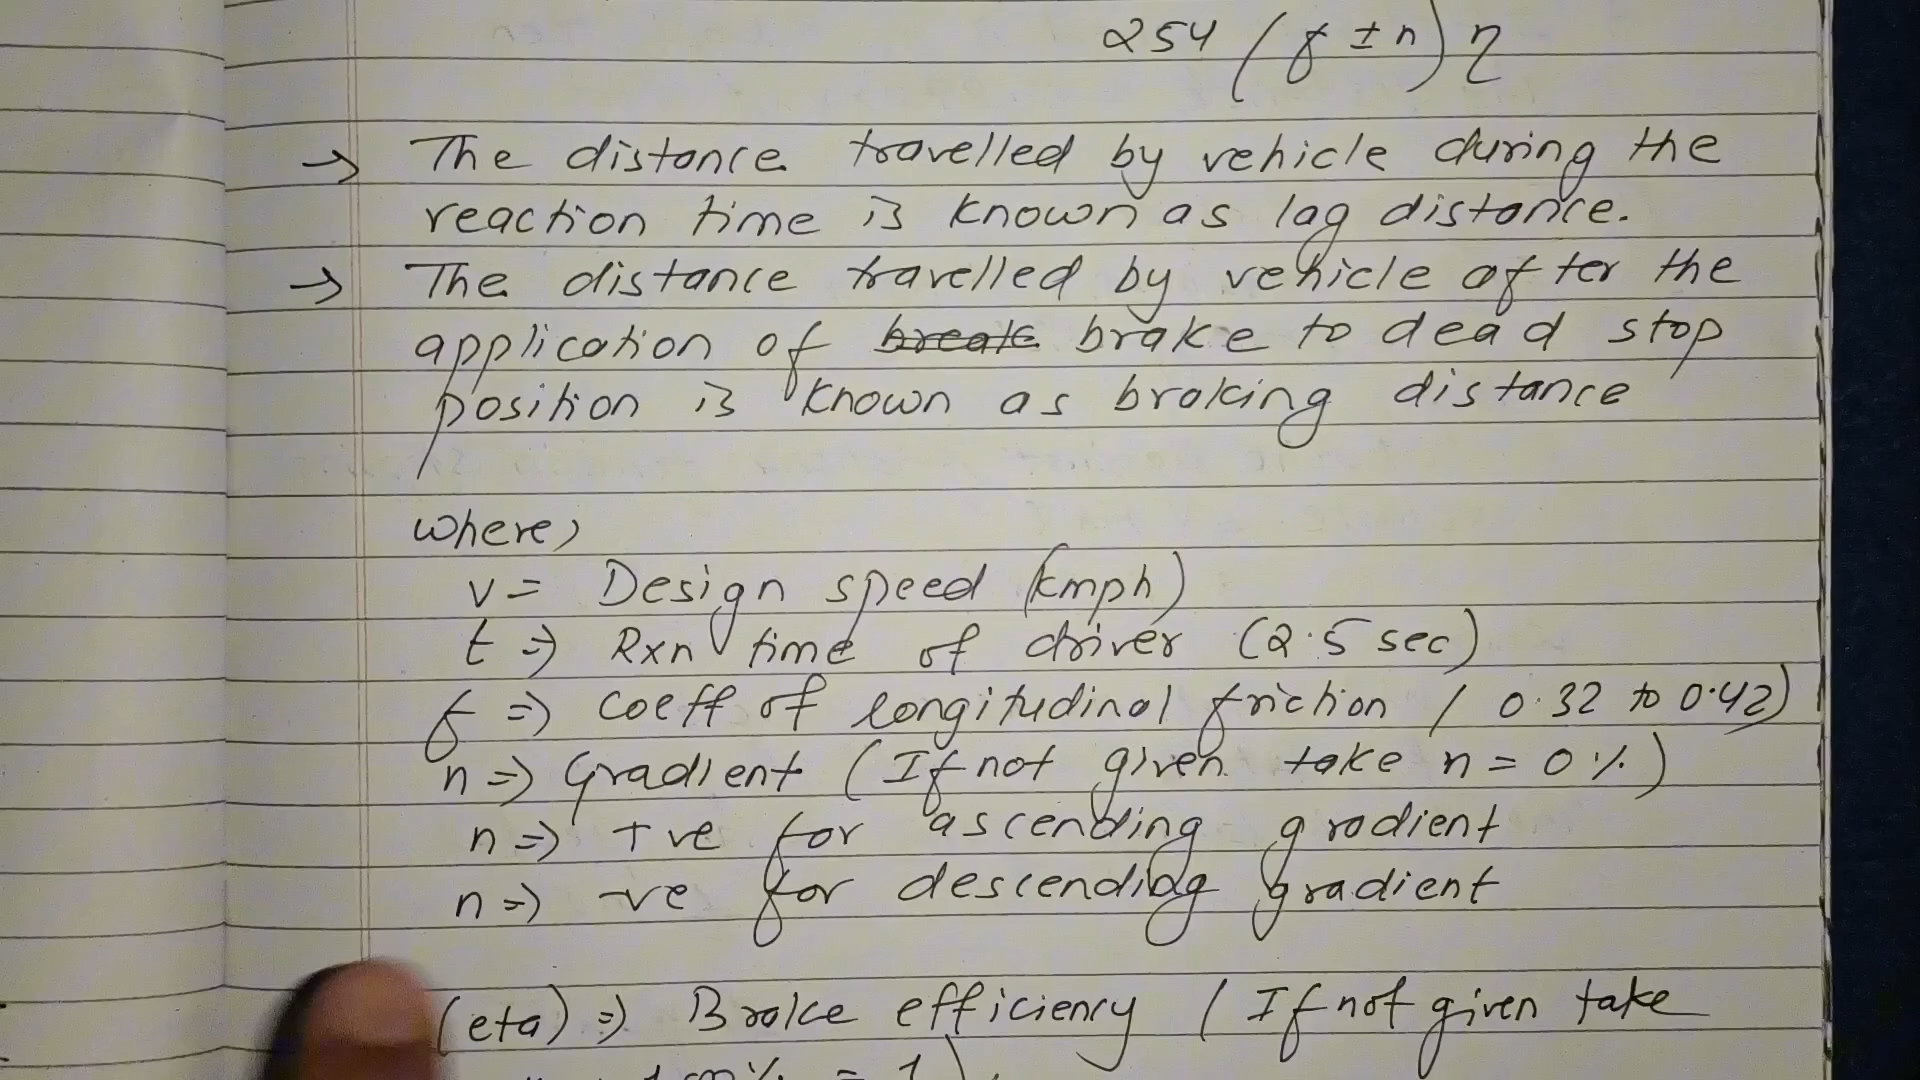 254 (f ± n) η
→ The distance travelled by vehicle during the
reaction time is known as lag distance.
→ The distance travelled by vehicle after the
application of break brake to dead stop
position is known as braking distance
where,
v = Design speed (kmph)
t => Rxn time of driver (2.5 sec)
f => coeff of longitudinal friction (0.32 to 0.42)
n => Gradient (If not given take n = 0%)
n => +ve for ascending gradient
n => -ve for descending gradient
(eta) => Brake efficiency (If not given take
100% = 1)